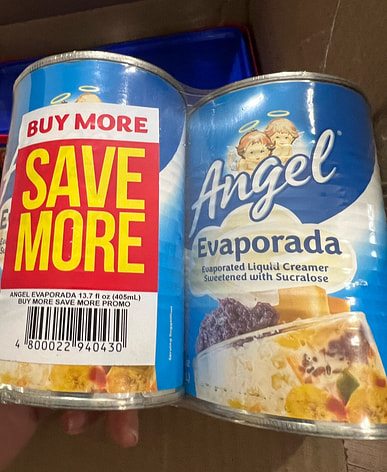 BUY MORE
SAVE
MORE
ANGEL EVAPORADA 13.7 fl oz (405mL)
BUY MORE SAVE MORE PROMO
4 800022 940430
Angel
Evaporada
Evaporated Liquid Creamer
Sweetened with Sucralose